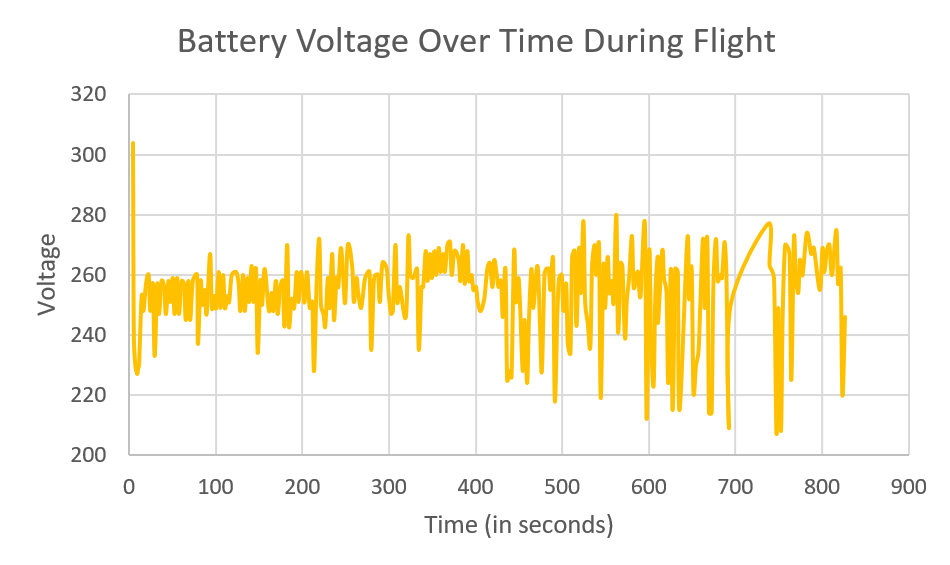 Battery Voltage Over Time During Flight
320
300
280
260
240
220
200
Voltage
0 100 200 300 400 500 600 700 800 900
Time (in seconds)